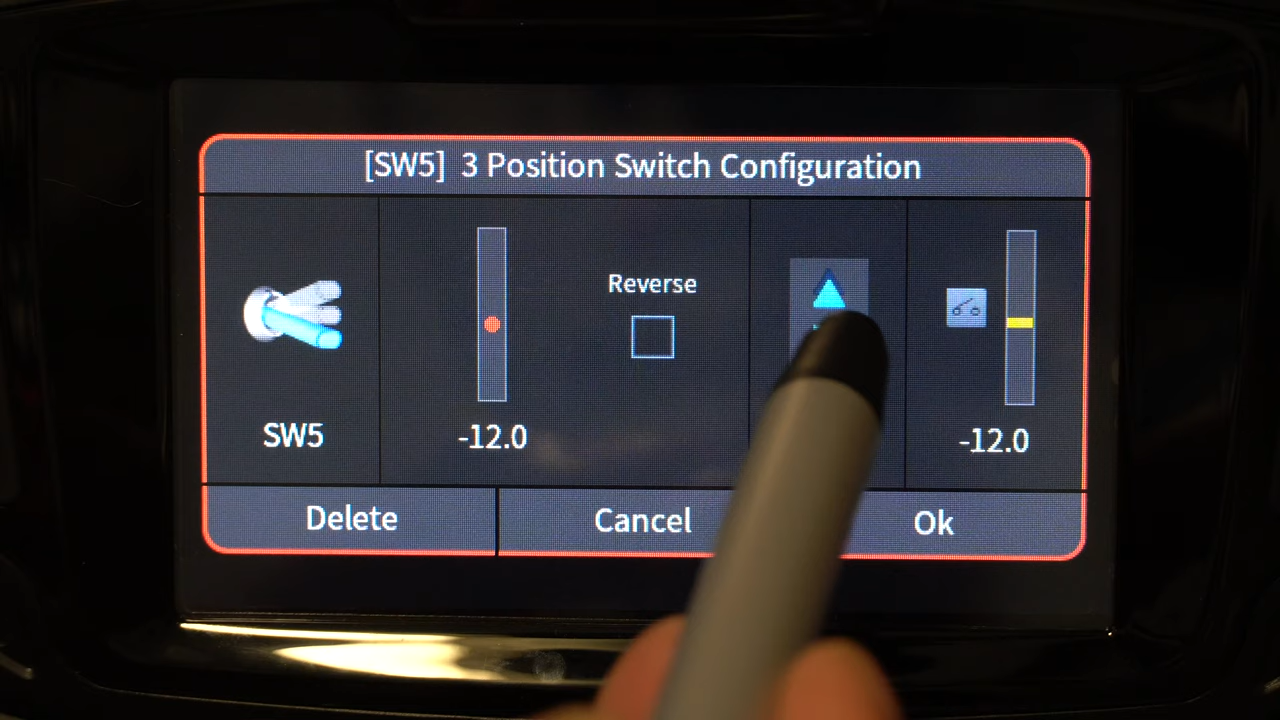 [SW5] 3 Position Switch Configuration
Reverse
SW5
-12.0
-12.0
Delete
Cancel
Ok